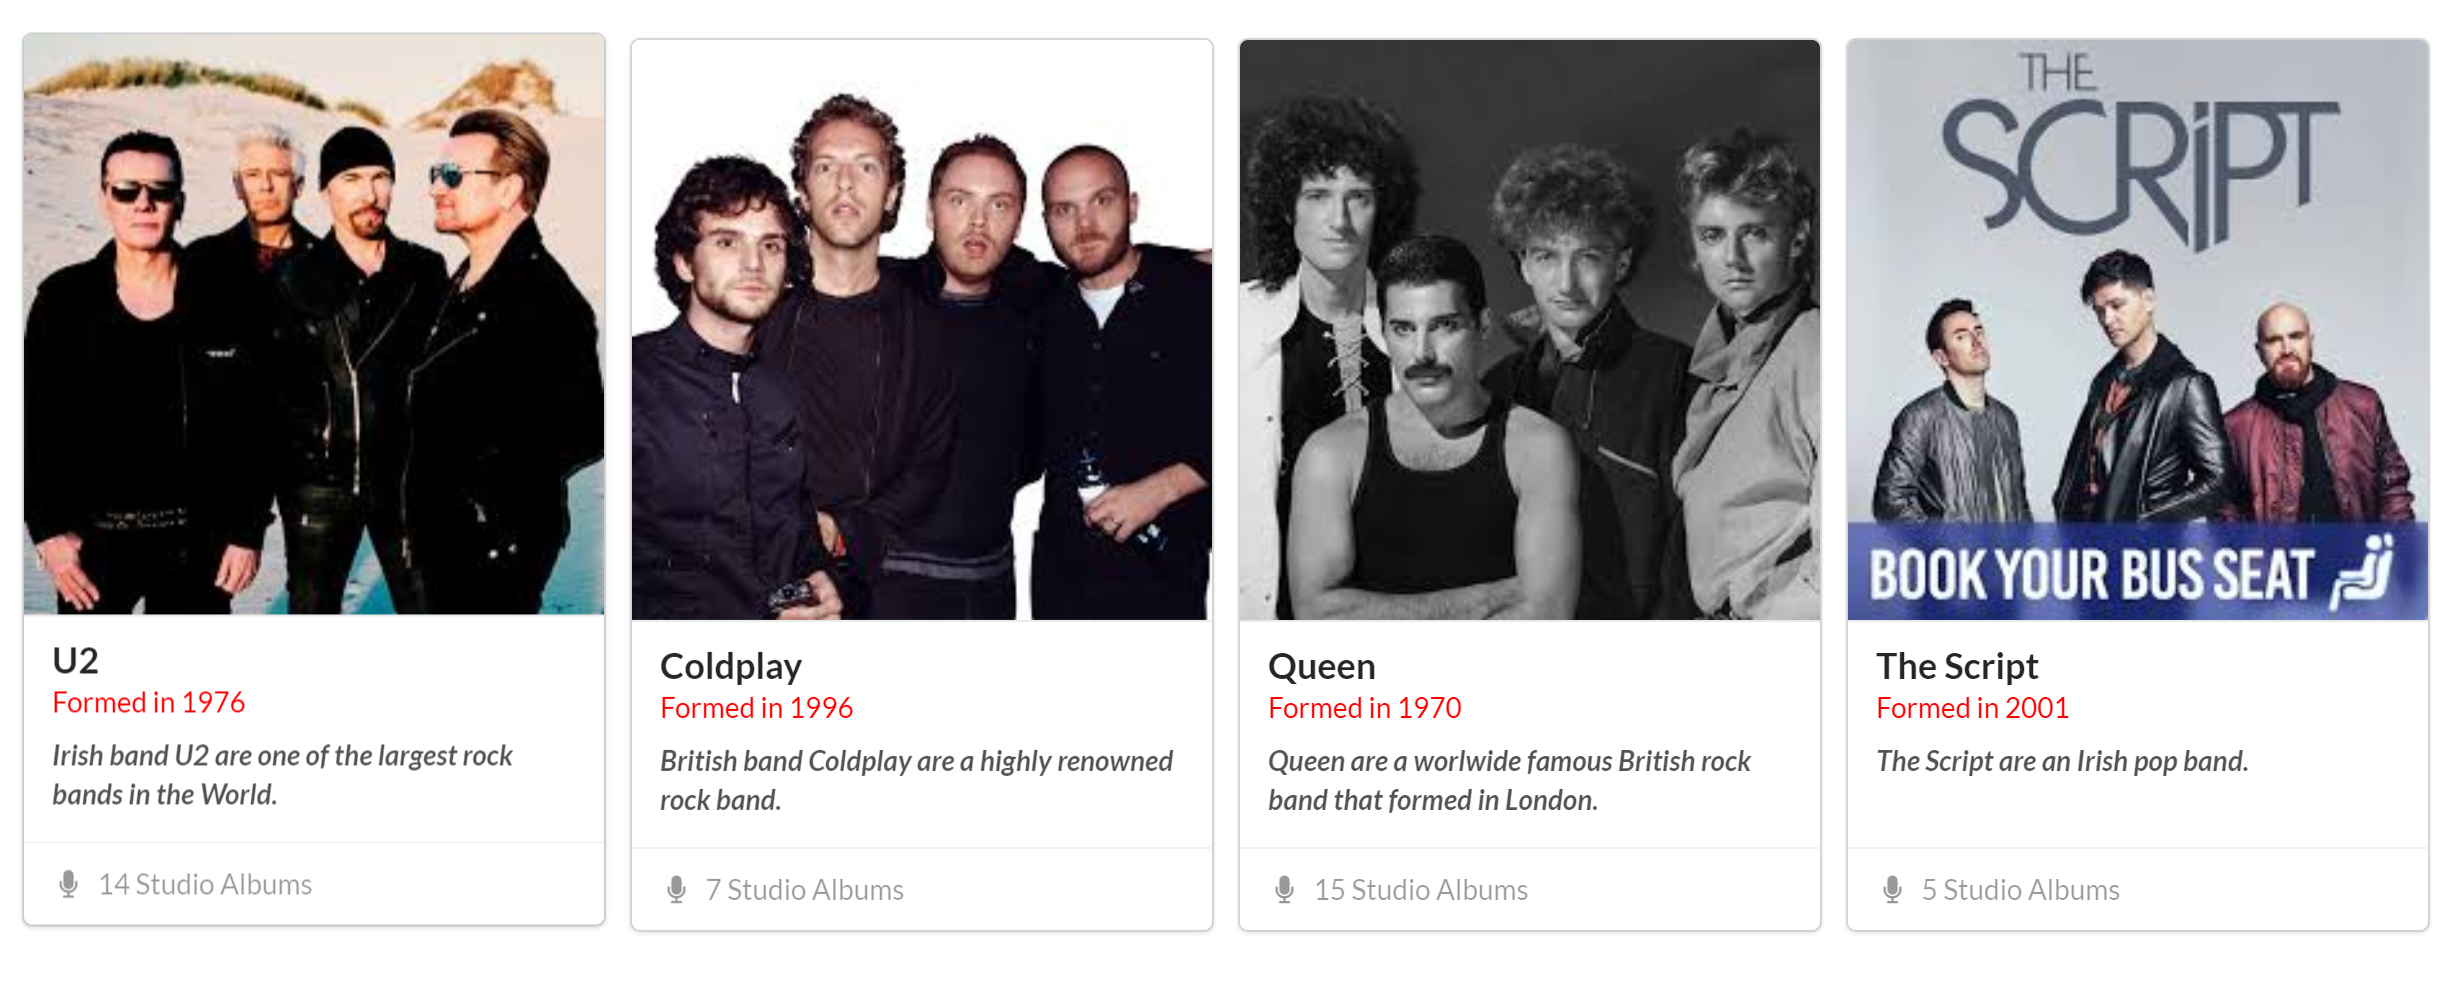 U2
Formed in 1976
Irish band U2 are one of the largest rock
bands in the World.
14 Studio Albums
Coldplay
Formed in 1996
British band Coldplay are a highly renowned
rock band.
7 Studio Albums
Queen
Formed in 1970
Queen are a worlwide famous British rock
band that formed in London.
15 Studio Albums
THE
SCRiPT
BOOK YOUR BUS SEAT
The Script
Formed in 2001
The Script are an Irish pop band.
5 Studio Albums